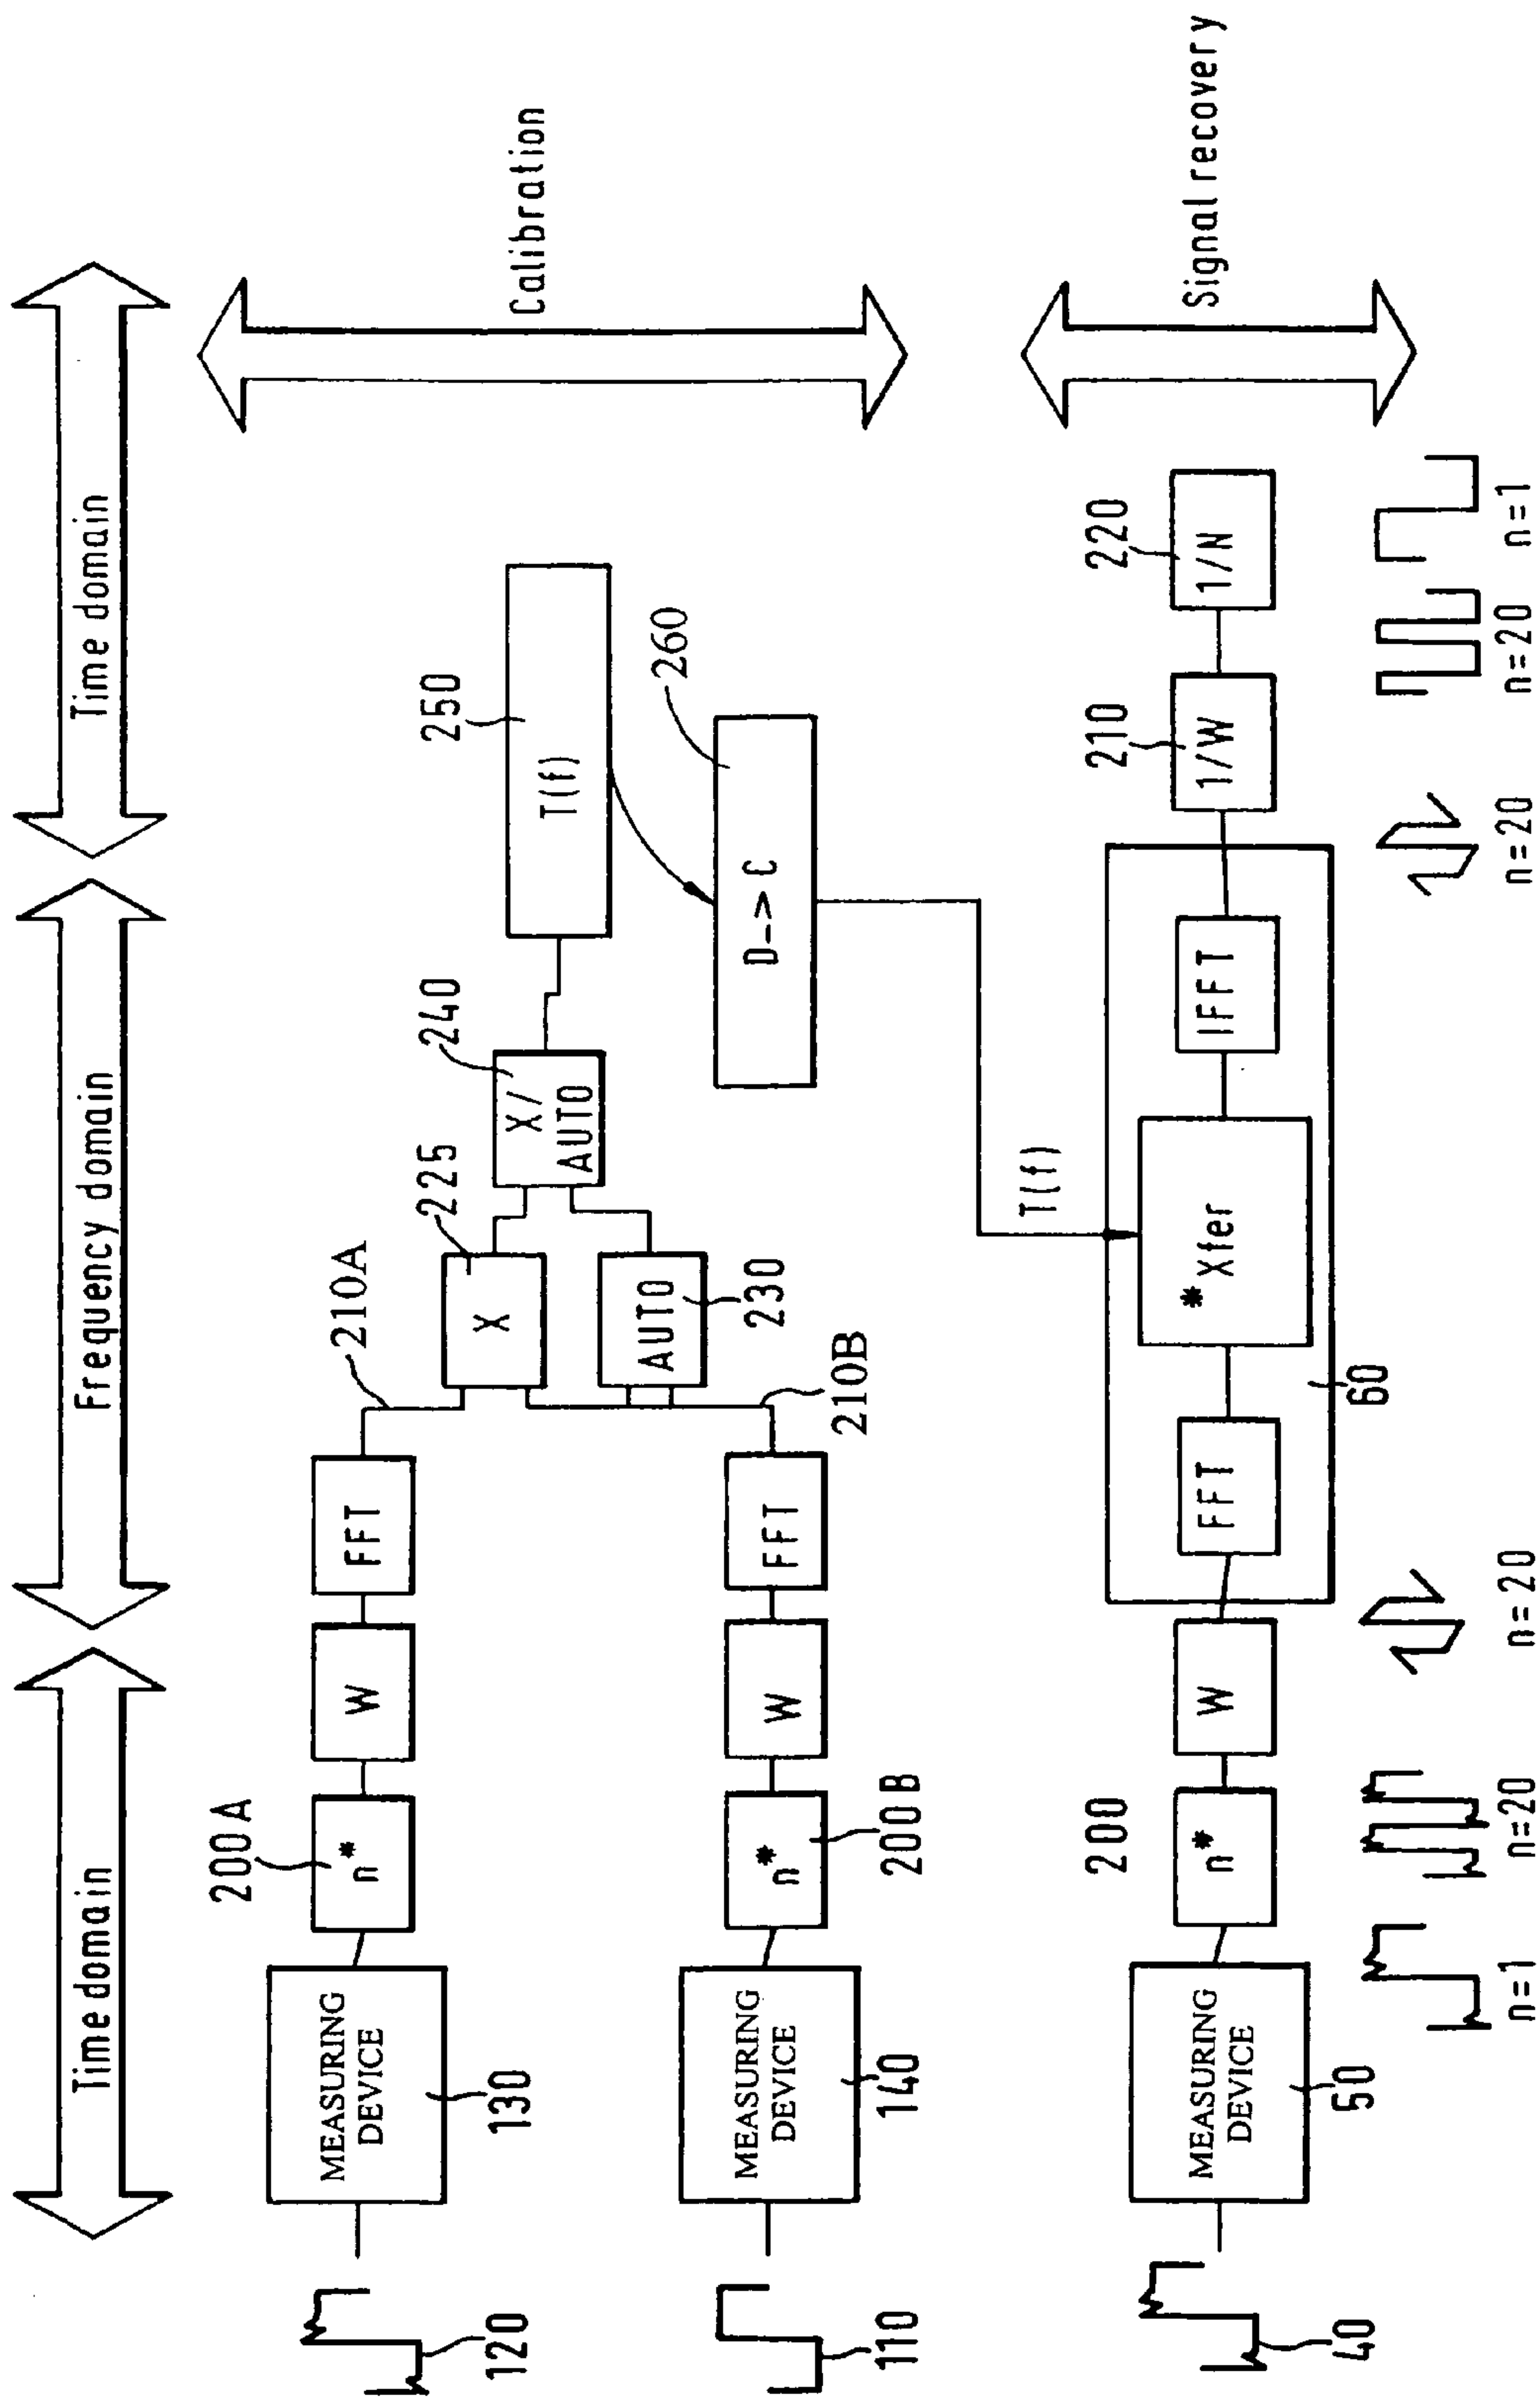 Time domain
Frequency domain
Time domain
Calibration
Signal recovery
120
MEASURING
DEVICE
130
200A
n*
W
FFT
210A
X
225
AUTO
230
X/
AUTO
240
T(f)
250
D->C
260
110
MEASURING
DEVICE
140
n*
200B
W
FFT
210B
T(f)
40
MEASURING
DEVICE
50
200
n*
W
FFT
*Xfer
IFFT
60
210
1/W
220
1/N
n=1
n=20
n=20
n=20
n=20
n=1